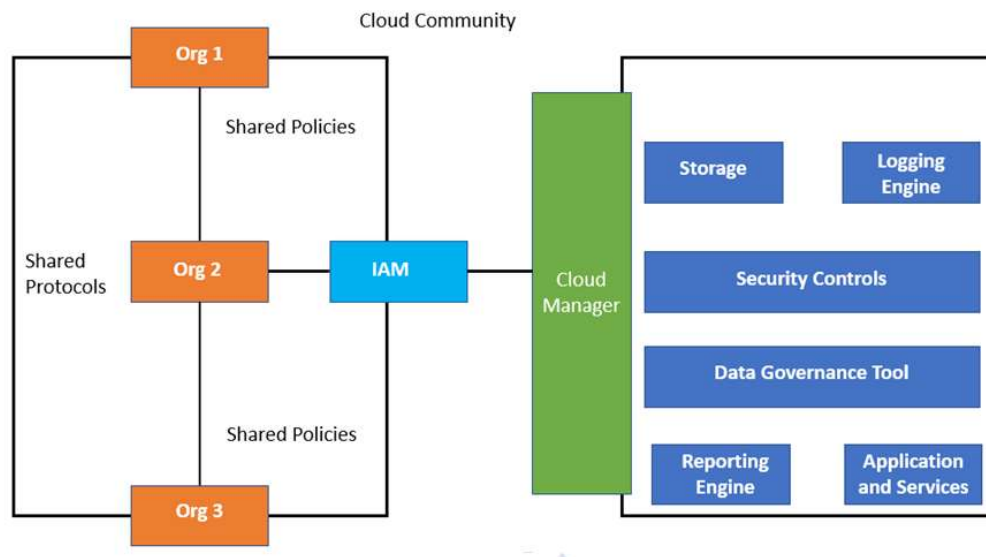 Cloud Community
Org 1
Shared Policies
Storage
Logging
Engine
Shared
Protocols
Org 2
IAM
Cloud
Manager
Security Controls
Data Governance Tool
Shared Policies
Reporting
Engine
Application
and Services
Org 3